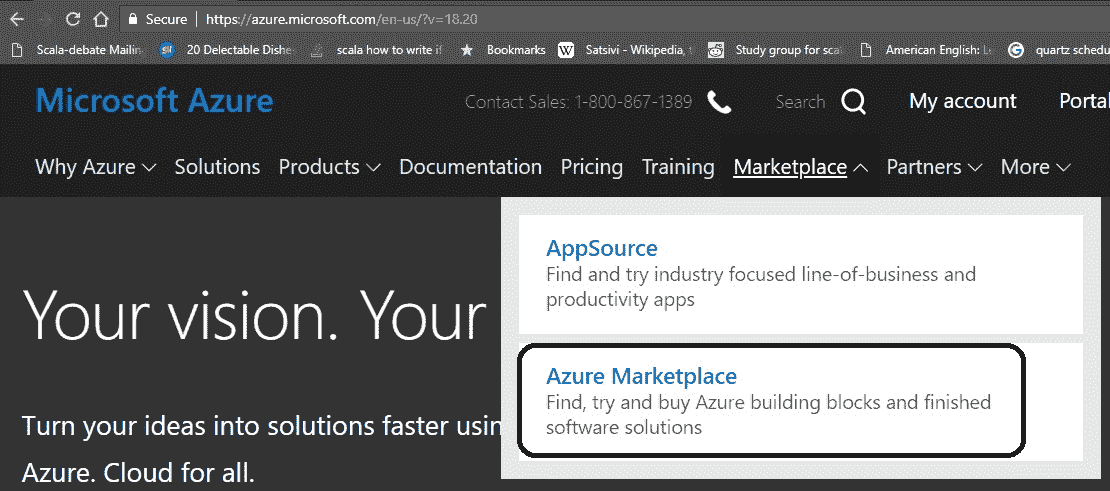 Secure | https://azure.microsoft.com/en-us/?v=18.20
Scala-debate Mailin 20 Delectable Dishe scala how to write if Bookmarks W Satsivi - Wikipedia, t Study group for sca American English: Le G quartz schedu
Microsoft Azure Contact Sales: 1-800-867-1389 Search My account Portal
Why Azure Solutions Products Documentation Pricing Training Marketplace Partners More
AppSource
Find and try industry focused line-of-business and
productivity apps
Your vision. Your
Azure Marketplace
Find, try and buy Azure building blocks and finished
software solutions
Turn your ideas into solutions faster usin
Azure. Cloud for all.